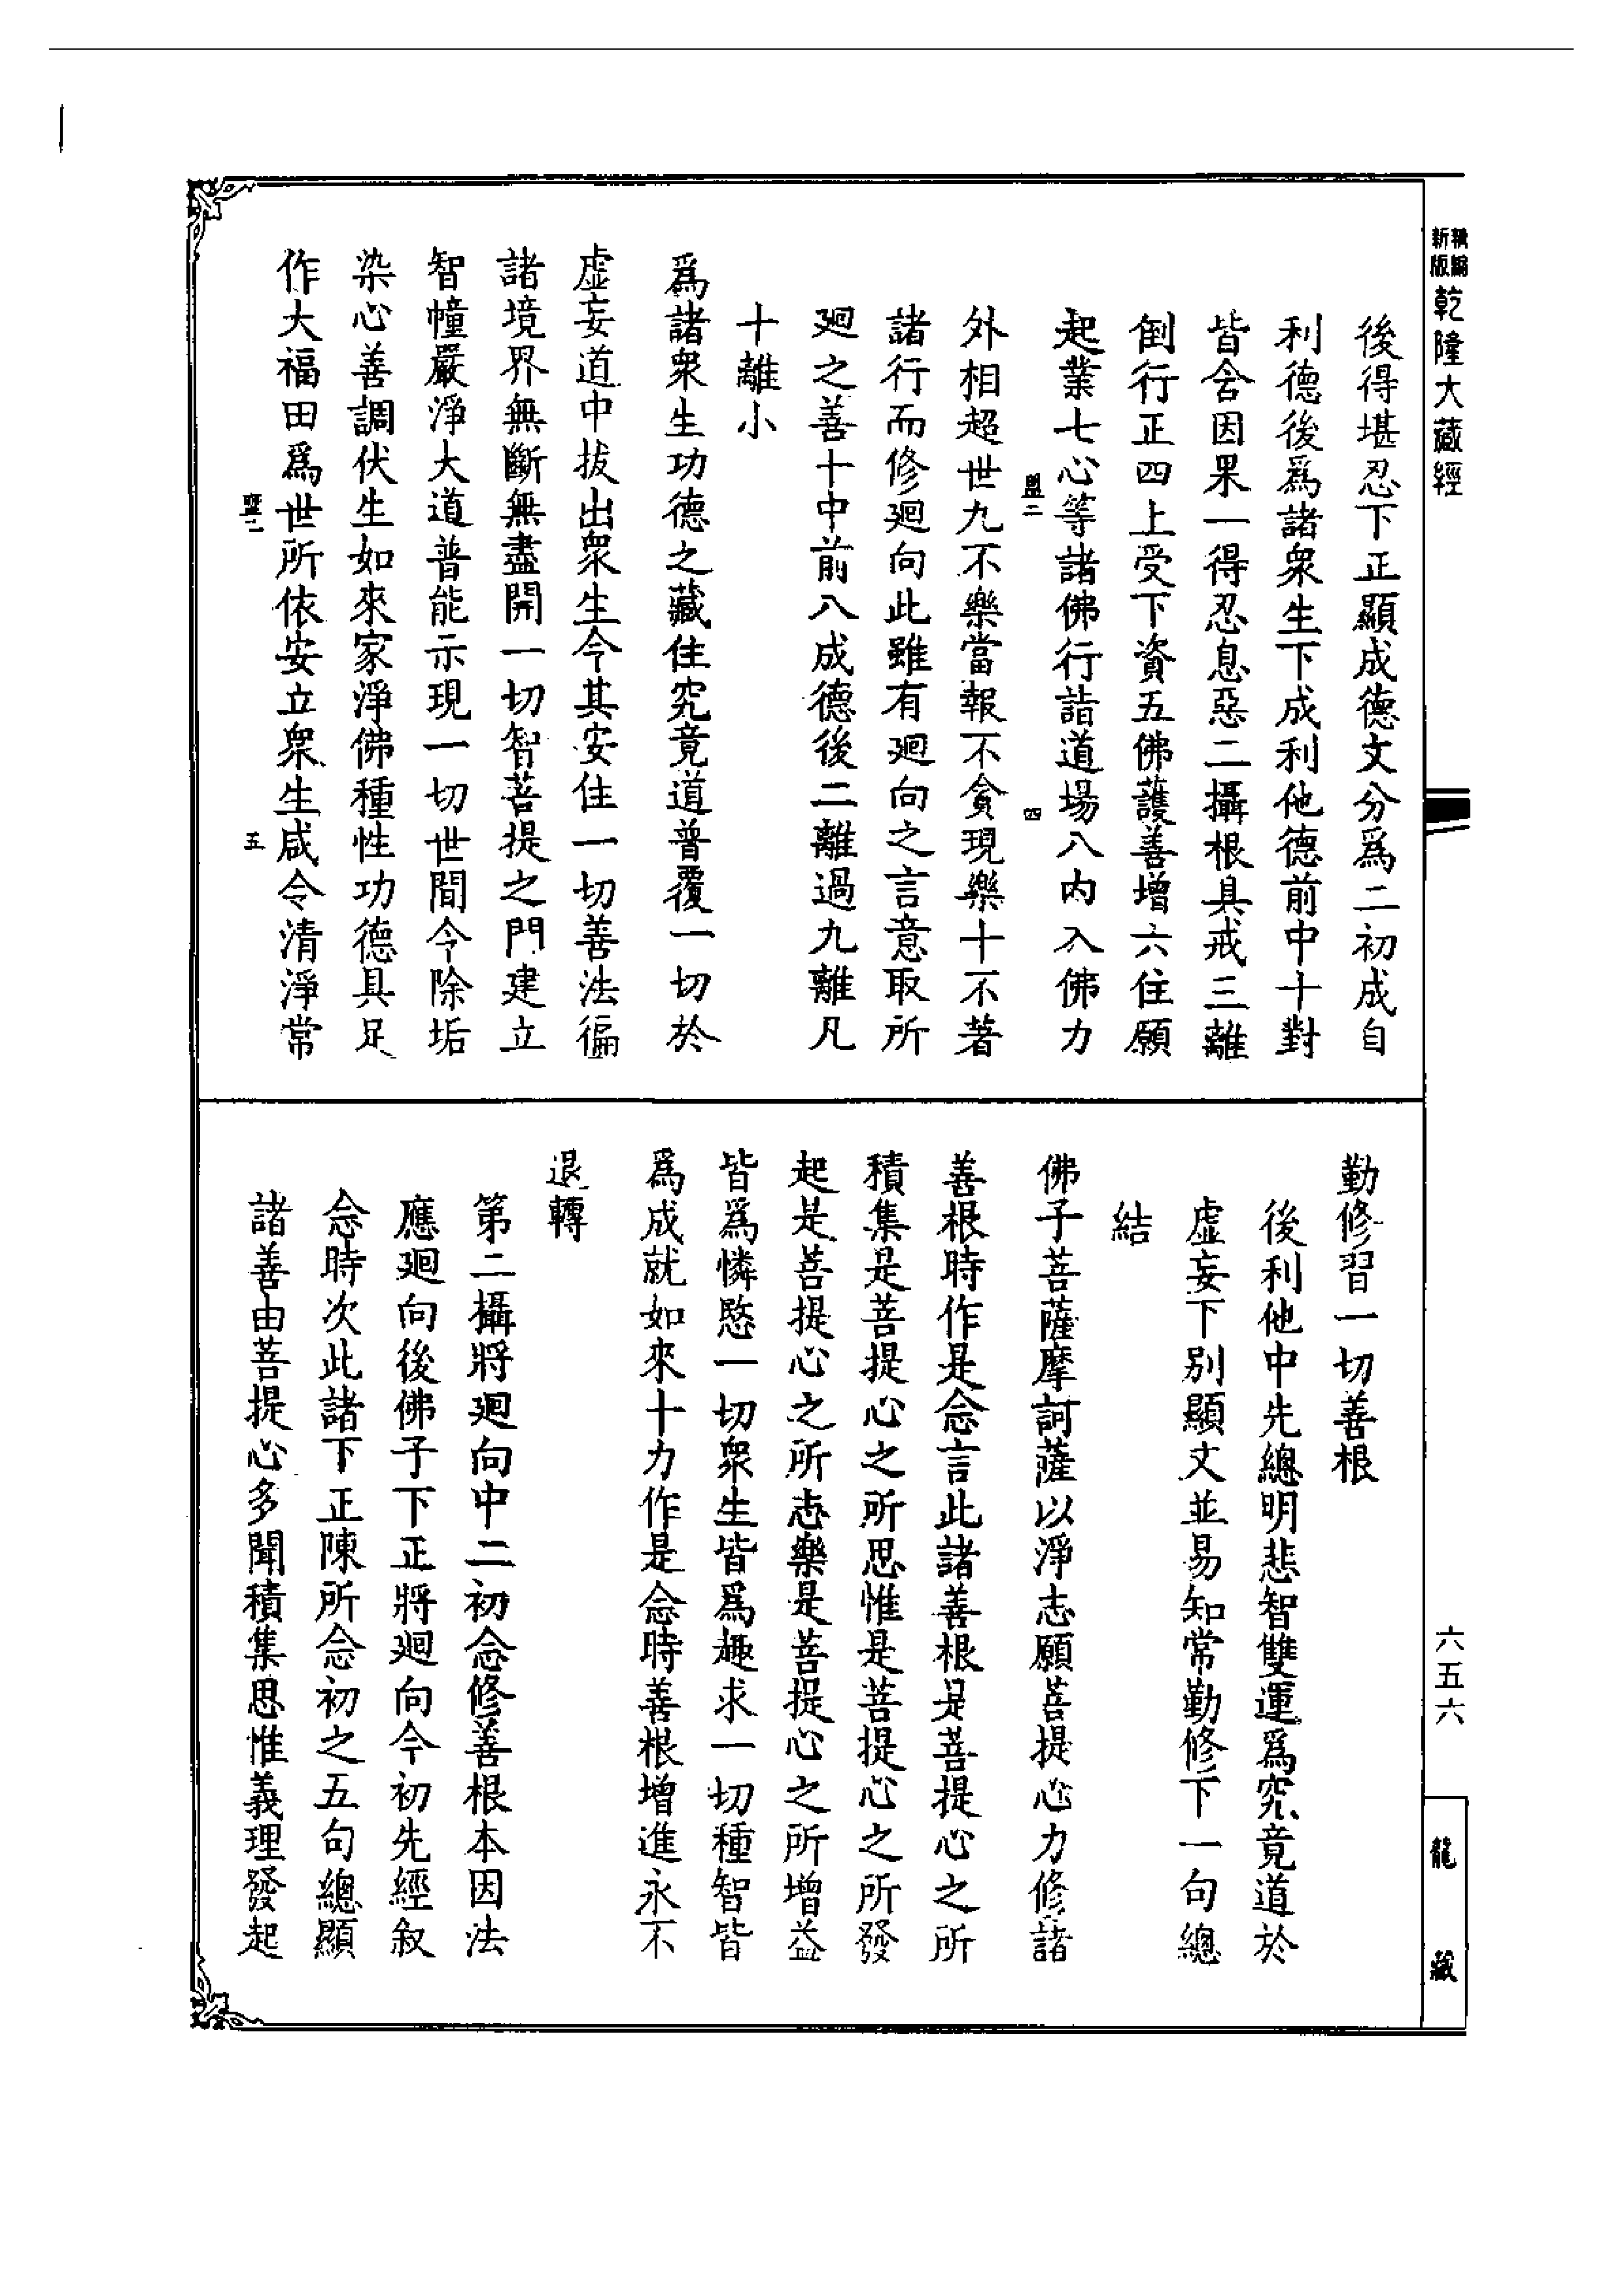 新編
新版
乾隆大藏經
後得堪忍下正顯成德文分為二初成自
利德後爲諸衆生下成利他德前中十對
皆含因果一得忍息惡二攝根具戒三離
倒行正四上受下資五佛護善增六住願
起業七心等諸佛行詣道場八内入佛力
外相超世九不樂當報不貪現樂十不著
諸行而修廻向此雖有廻向之言意取所
廻之善十中前八成德後二離過九離凡
十離小
爲諸衆生功德之藏住究竟道普覆一切於
虛妄道中拔出衆生令其安住一切善法徧
諸境界無斷無盡開一切智菩提之門建立
智幢嚴淨大道普能示現一切世間令除垢
染心善調伏生如來家淨佛種性功德具足
作大福田爲世所依安立衆生咸令清淨常
勤修習一切善根
後利他中先總明悲智雙運爲究竟道於
虛妄下別顯文並易知常勤修下一句總
結
佛子菩薩摩訶薩以淨志願菩提心力修諸
善根時作是念言此諸善根是菩提心之所
積集是菩提心之所思惟是菩提心之所發
起是菩提心之所志樂是菩提心之所增益
皆爲憐愍一切衆生皆爲趣求一切種智皆
爲成就如來十力作是念時善根增進永不
退轉
第二攝將廻向中二初念修善根本因法
應廻向後佛子下正將廻向今初先經叙
念時次此諸下正陳所念初之五句總顯
諸善由菩提心多聞積集思惟義理發起
六五六
龍藏